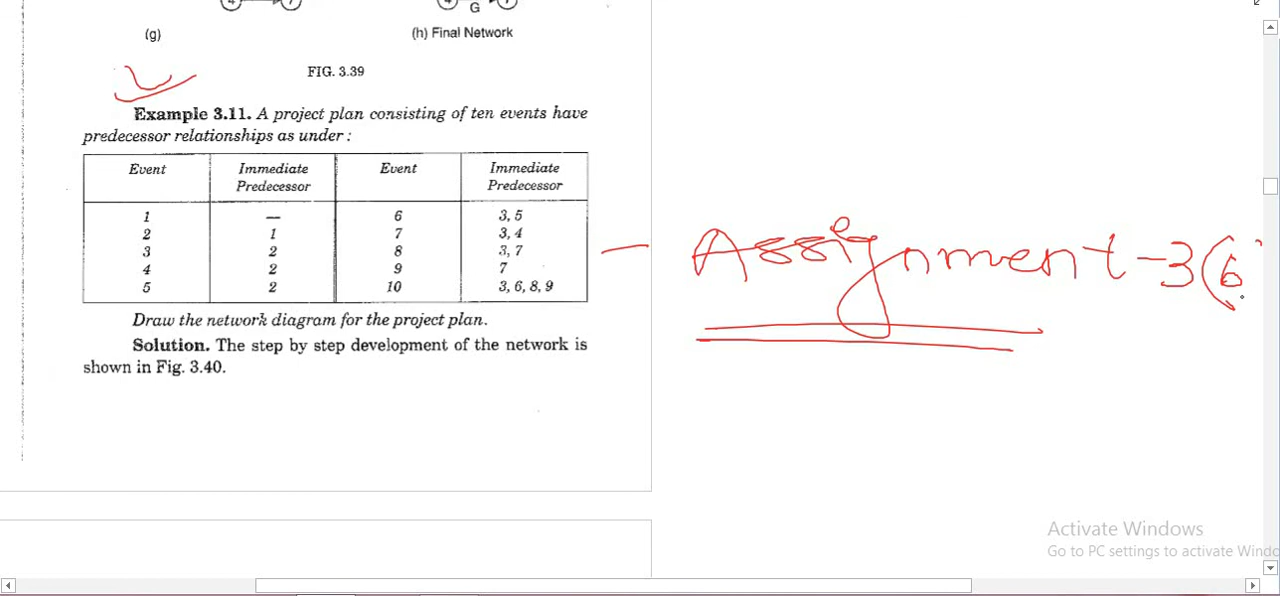 4 7 4 G 7
(g) (h) Final Network
FIG. 3.39
Example 3.11. A project plan consisting of ten events have
predecessor relationships as under :
Event Immediate Predecessor Event Immediate Predecessor
1 — 6 3, 5
2 1 7 3, 4
3 2 8 3, 7
4 2 9 7
5 2 10 3, 6, 8, 9
Draw the network diagram for the project plan.
Solution. The step by step development of the network is
shown in Fig. 3.40.
— Assignment-3(6
Activate Windows
Go to PC settings to activate Windo